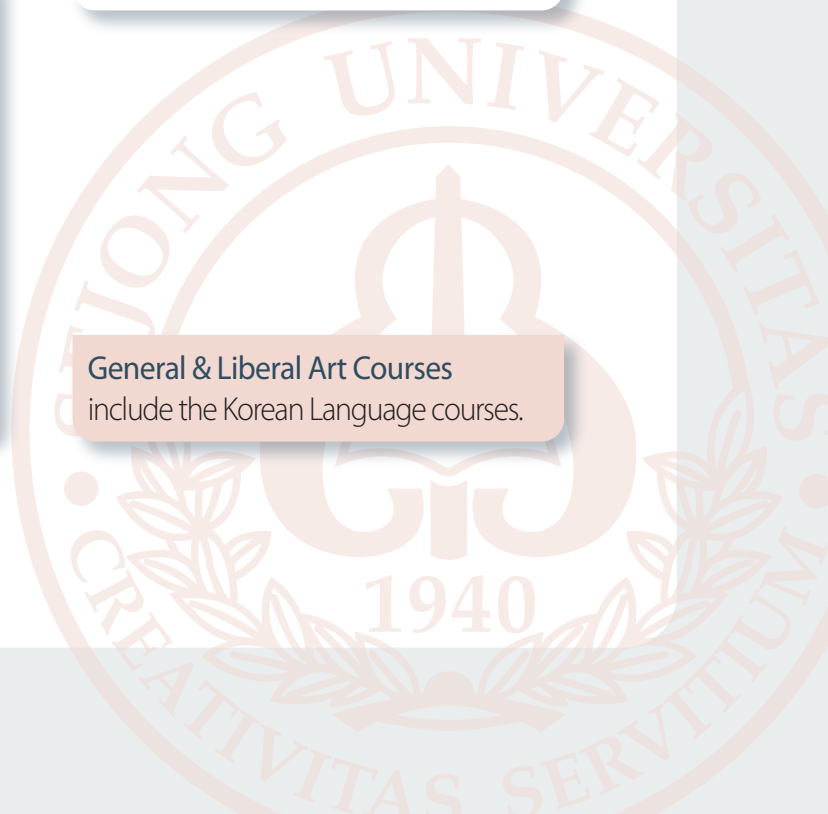 SEJONG UNIVERSITAS
General & Liberal Art Courses
include the Korean Language courses.
1940
CREATIVITAS SERVITIUM